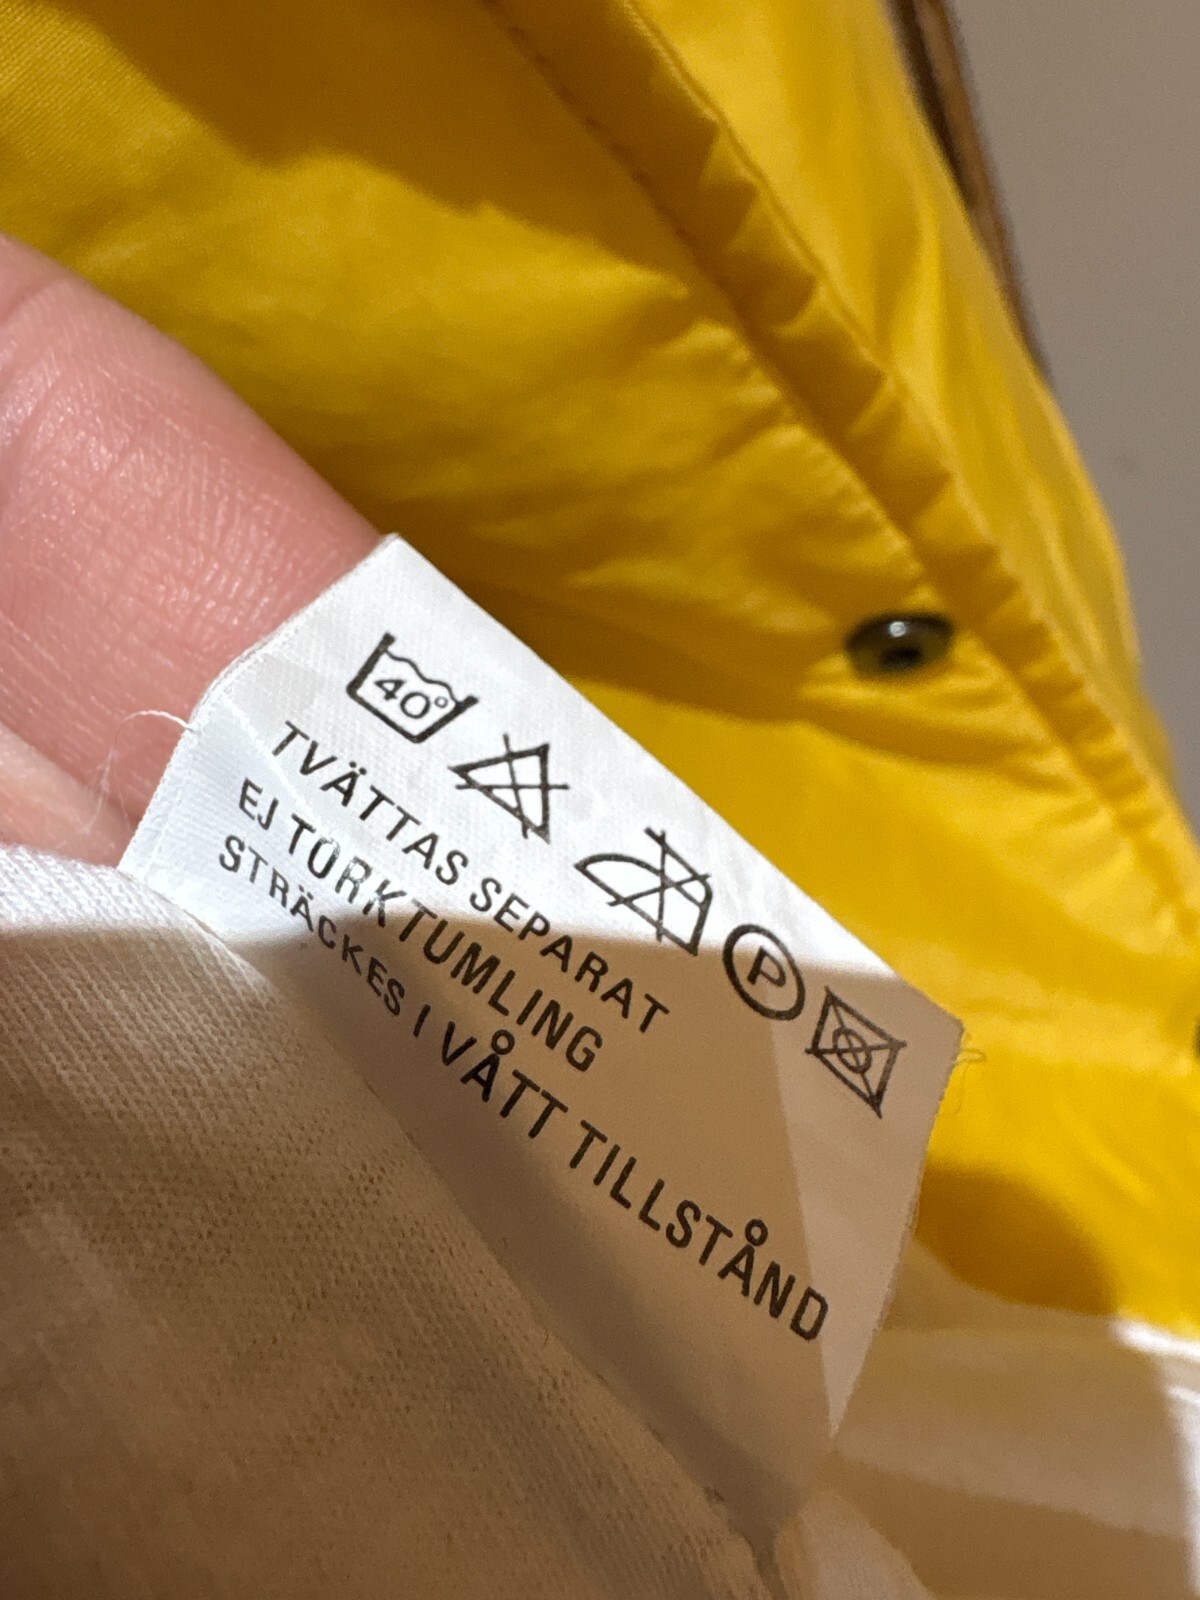 40°
P
TVÄTTAS SEPARAT
EJ TORKTUMLING
STRÄCKES I VÅTT TILLSTÅND